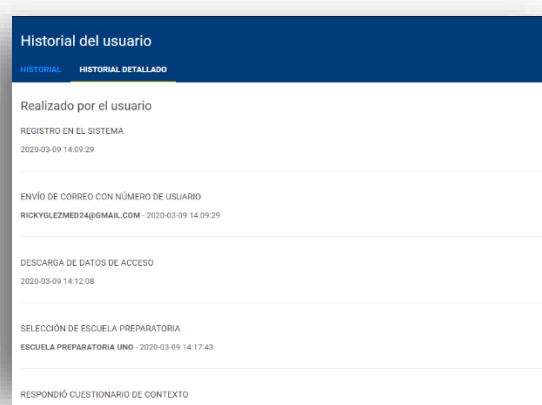 Historial del usuario
HISTORIAL HISTORIAL DETALLADO
Realizado por el usuario
REGISTRO EN EL SISTEMA
2020-03-09 14:09:29
ENVÍO DE CORREO CON NÚMERO DE USUARIO
RICKYGLEZMED24@GMAIL.COM - 2020-03-09 14:09:29
DESCARGA DE DATOS DE ACCESO
2020-03-09 14:12:08
SELECCIÓN DE ESCUELA PREPARATORIA
ESCUELA PREPARATORIA UNO - 2020-03-09 14:17:43
RESPONDIÓ CUESTIONARIO DE CONTEXTO